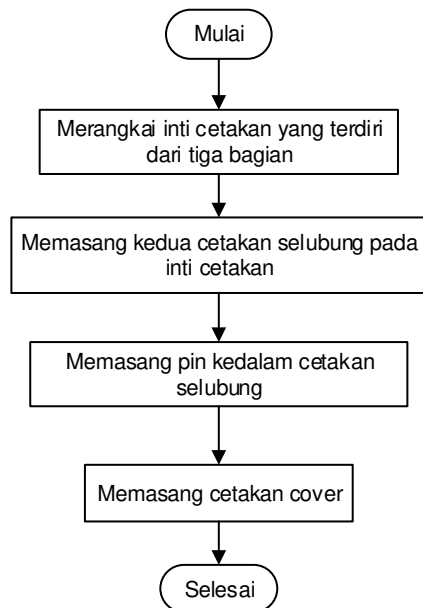 Mulai
Merangkai inti cetakan yang terdiri
dari tiga bagian
Memasang kedua cetakan selubung pada
inti cetakan
Memasang pin kedalam cetakan
selubung
Memasang cetakan cover
Selesai